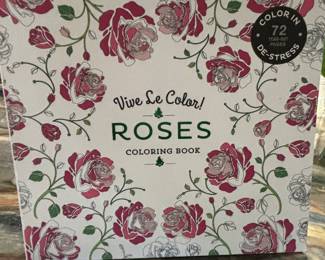 COLOR IN
72
TEAR-OUT
PAGES
DE-STRESS
Vive Le Color!
ROSES
COLORING BOOK